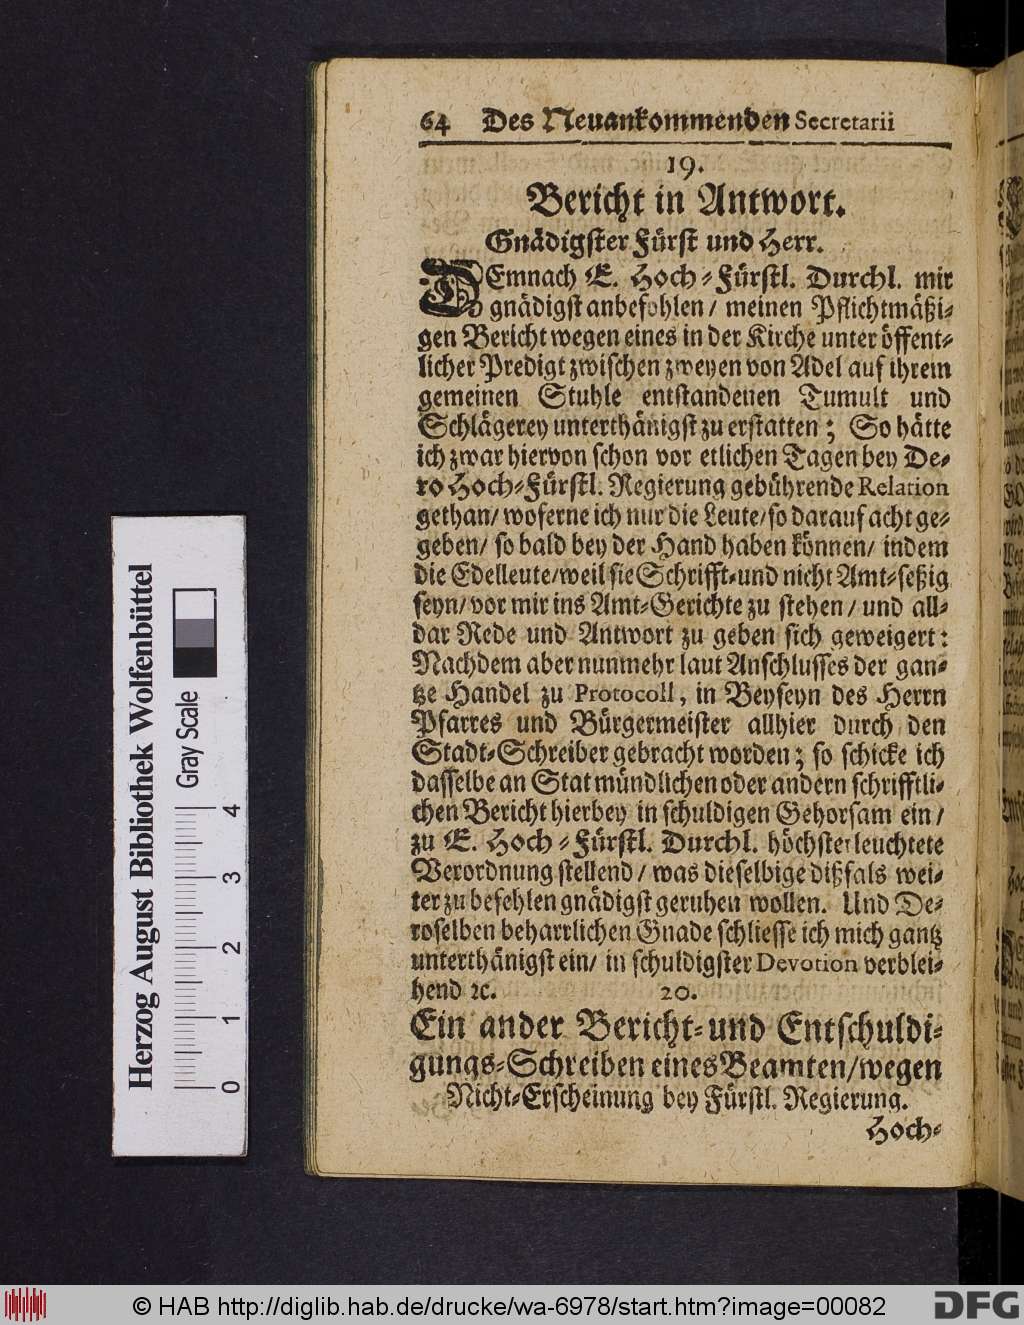 64 Des Neuankommenden Secretarii
19.
Bericht in Antwort.
Gnädigster Fürst und Herr.
DEmnach E. Hoch-Fürstl. Durchl. mir
gnädigst anbefohlen/ meinen Pflichtmäßi-
gen Bericht wegen eines in der Kirche unter öffent-
licher Predigt zwischen zweyen von Adel auf ihrem
gemeinen Stuhle entstandenen Tumult und
Schlägerey unterthänigst zu erstatten; So hätte
ich zwar hiervon schon vor etlichen Tagen bey De-
ro Hoch-Fürstl. Regierung gebührende Relation
gethan/ woferne ich nur die Leute/ so darauf acht ge-
geben/ so bald bey der Hand haben können/ indem
die Edelleute/ weil sie Schrifft- und nicht Amt-seßig
seyn/ vor mir ins Amt-Gerichte zu stehen/ und all-
dar Rede und Antwort zu geben sich geweigert:
Nachdem aber nunmehr laut Anschlusses der gan-
tze Handel zu Protocoll, in Beyseyn des Herrn
Pfarres und Bürgermeister allhier durch den
Stadt-Schreiber gebracht worden; so schicke ich
dasselbe an Stat mündlichen oder andern schrifftli-
chen Bericht hierbey in schuldigen Gehorsam ein/
zu E. Hoch-Fürstl. Durchl. höchsterleuchtete
Verordnung stellend/ was dieselbige dißfals wei-
ter zu befehlen gnädigst geruhen wollen. Und De-
roselben beharrlichen Gnade schliesse ich mich gantz
unterthänigst ein/ in schuldigster Devotion verblei-
hend ꝛc. 20.
Ein ander Bericht- und Entschuldi-
gungs-Schreiben eines Beamten/ wegen
Nicht-Erscheinung bey Fürstl. Regierung.
Hoch-
Herzog August Bibliothek Wolfenbüttel
Gray Scale
0 1 2 3 4
© HAB http://diglib.hab.de/drucke/wa-6978/start.htm?image=00082
DFG